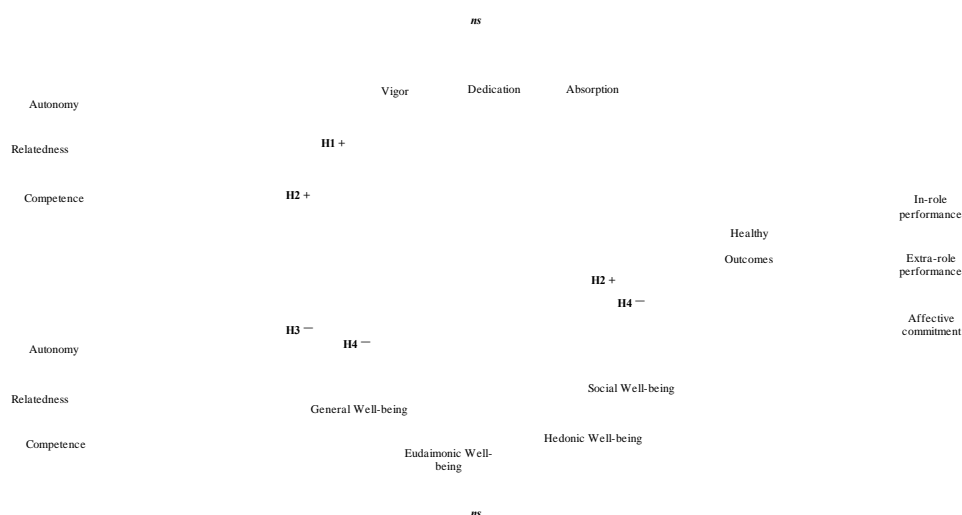 ns
Vigor
Dedication
Absorption
Autonomy
Relatedness
H1 +
Competence
H2 +
In-role
performance
Healthy
Outcomes
Extra-role
performance
H2 +
H4 —
Affective
commitment
H3 —
H4 —
Autonomy
Social Well-being
Relatedness
General Well-being
Competence
Hedonic Well-being
Eudaimonic Well-
being
ns